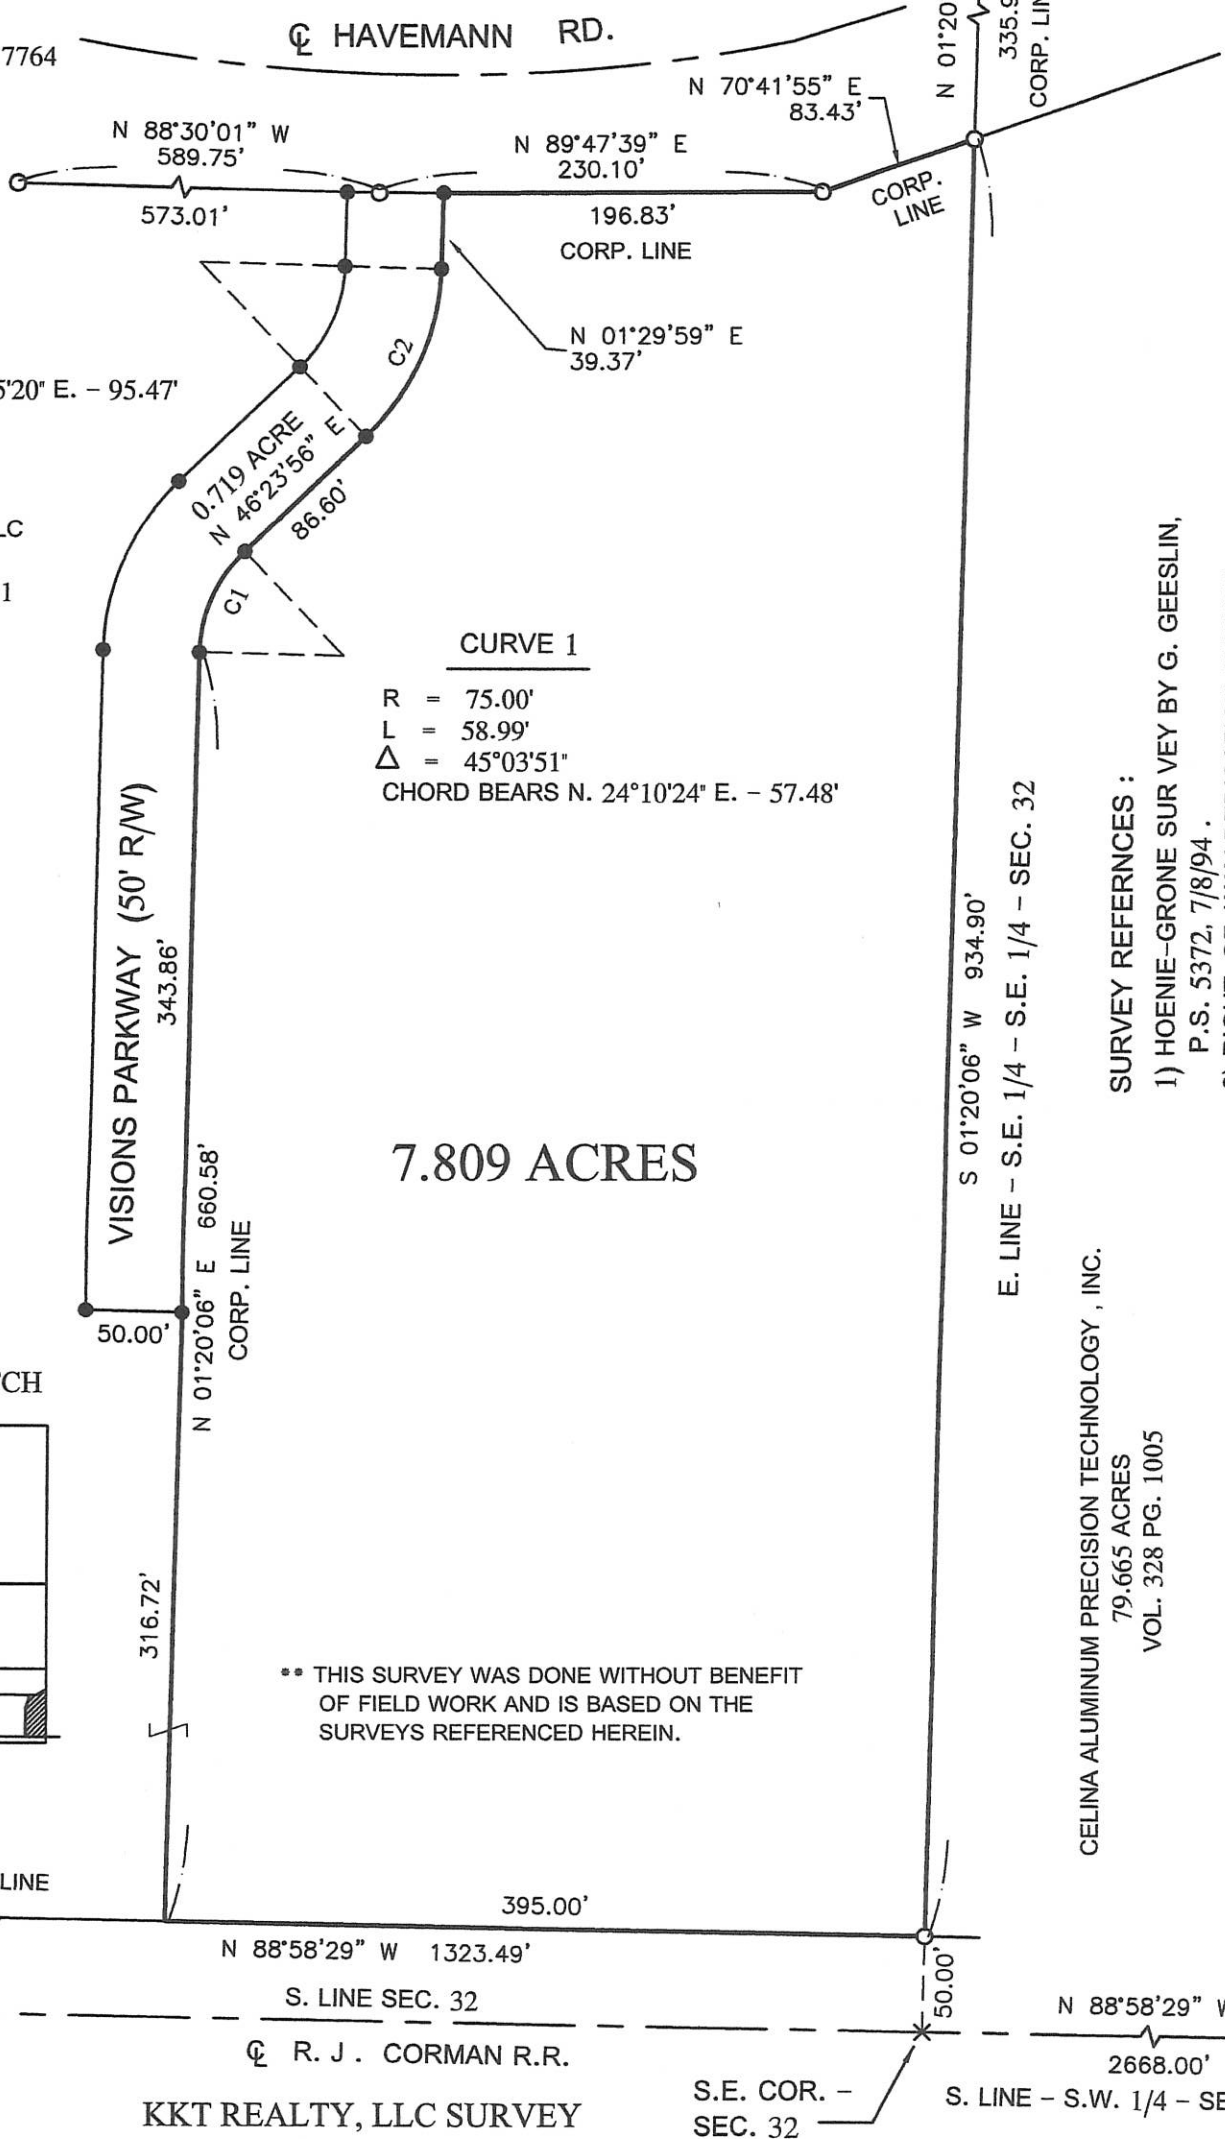 ℄ HAVEMANN RD.
7764
N 01°20
335.9
CORP. LIN
N 70°41'55" E
83.43'
N 88°30'01" W
589.75'
N 89°47'39" E
230.10'
573.01'
196.83'
CORP. LINE
CORP.
LINE
N 01°29'59" E
39.37'
C2
5'20" E. – 95.47'
0.719 ACRE
N 46°23'56" E
86.60'
LC
1
C1
CURVE 1
R = 75.00'
L = 58.99'
Δ = 45°03'51"
CHORD BEARS N. 24°10'24" E. – 57.48'
VISIONS PARKWAY (50' R/W)
343.86'
S 01°20'06" W 934.90'
E. LINE – S.E. 1/4 – S.E. 1/4 – SEC. 32
SURVEY REFERNCES :
1) HOENIE–GRONE SUR VEY BY G. GEESLIN,
P.S. 5372, 7/8/94 .
7.809 ACRES
N 01°20'06" E 660.58'
CORP. LINE
50.00'
TCH
316.72'
CELINA ALUMINUM PRECISION TECHNOLOGY , INC.
79.665 ACRES
VOL. 328 PG. 1005
** THIS SURVEY WAS DONE WITHOUT BENEFIT
OF FIELD WORK AND IS BASED ON THE
SURVEYS REFERENCED HEREIN.
LINE
395.00'
N 88°58'29" W 1323.49'
50.00'
S. LINE SEC. 32
N 88°58'29" W
℄ R. J . CORMAN R.R.
2668.00'
S.E. COR. –
SEC. 32
S. LINE – S.W. 1/4 – SE
KKT REALTY, LLC SURVEY